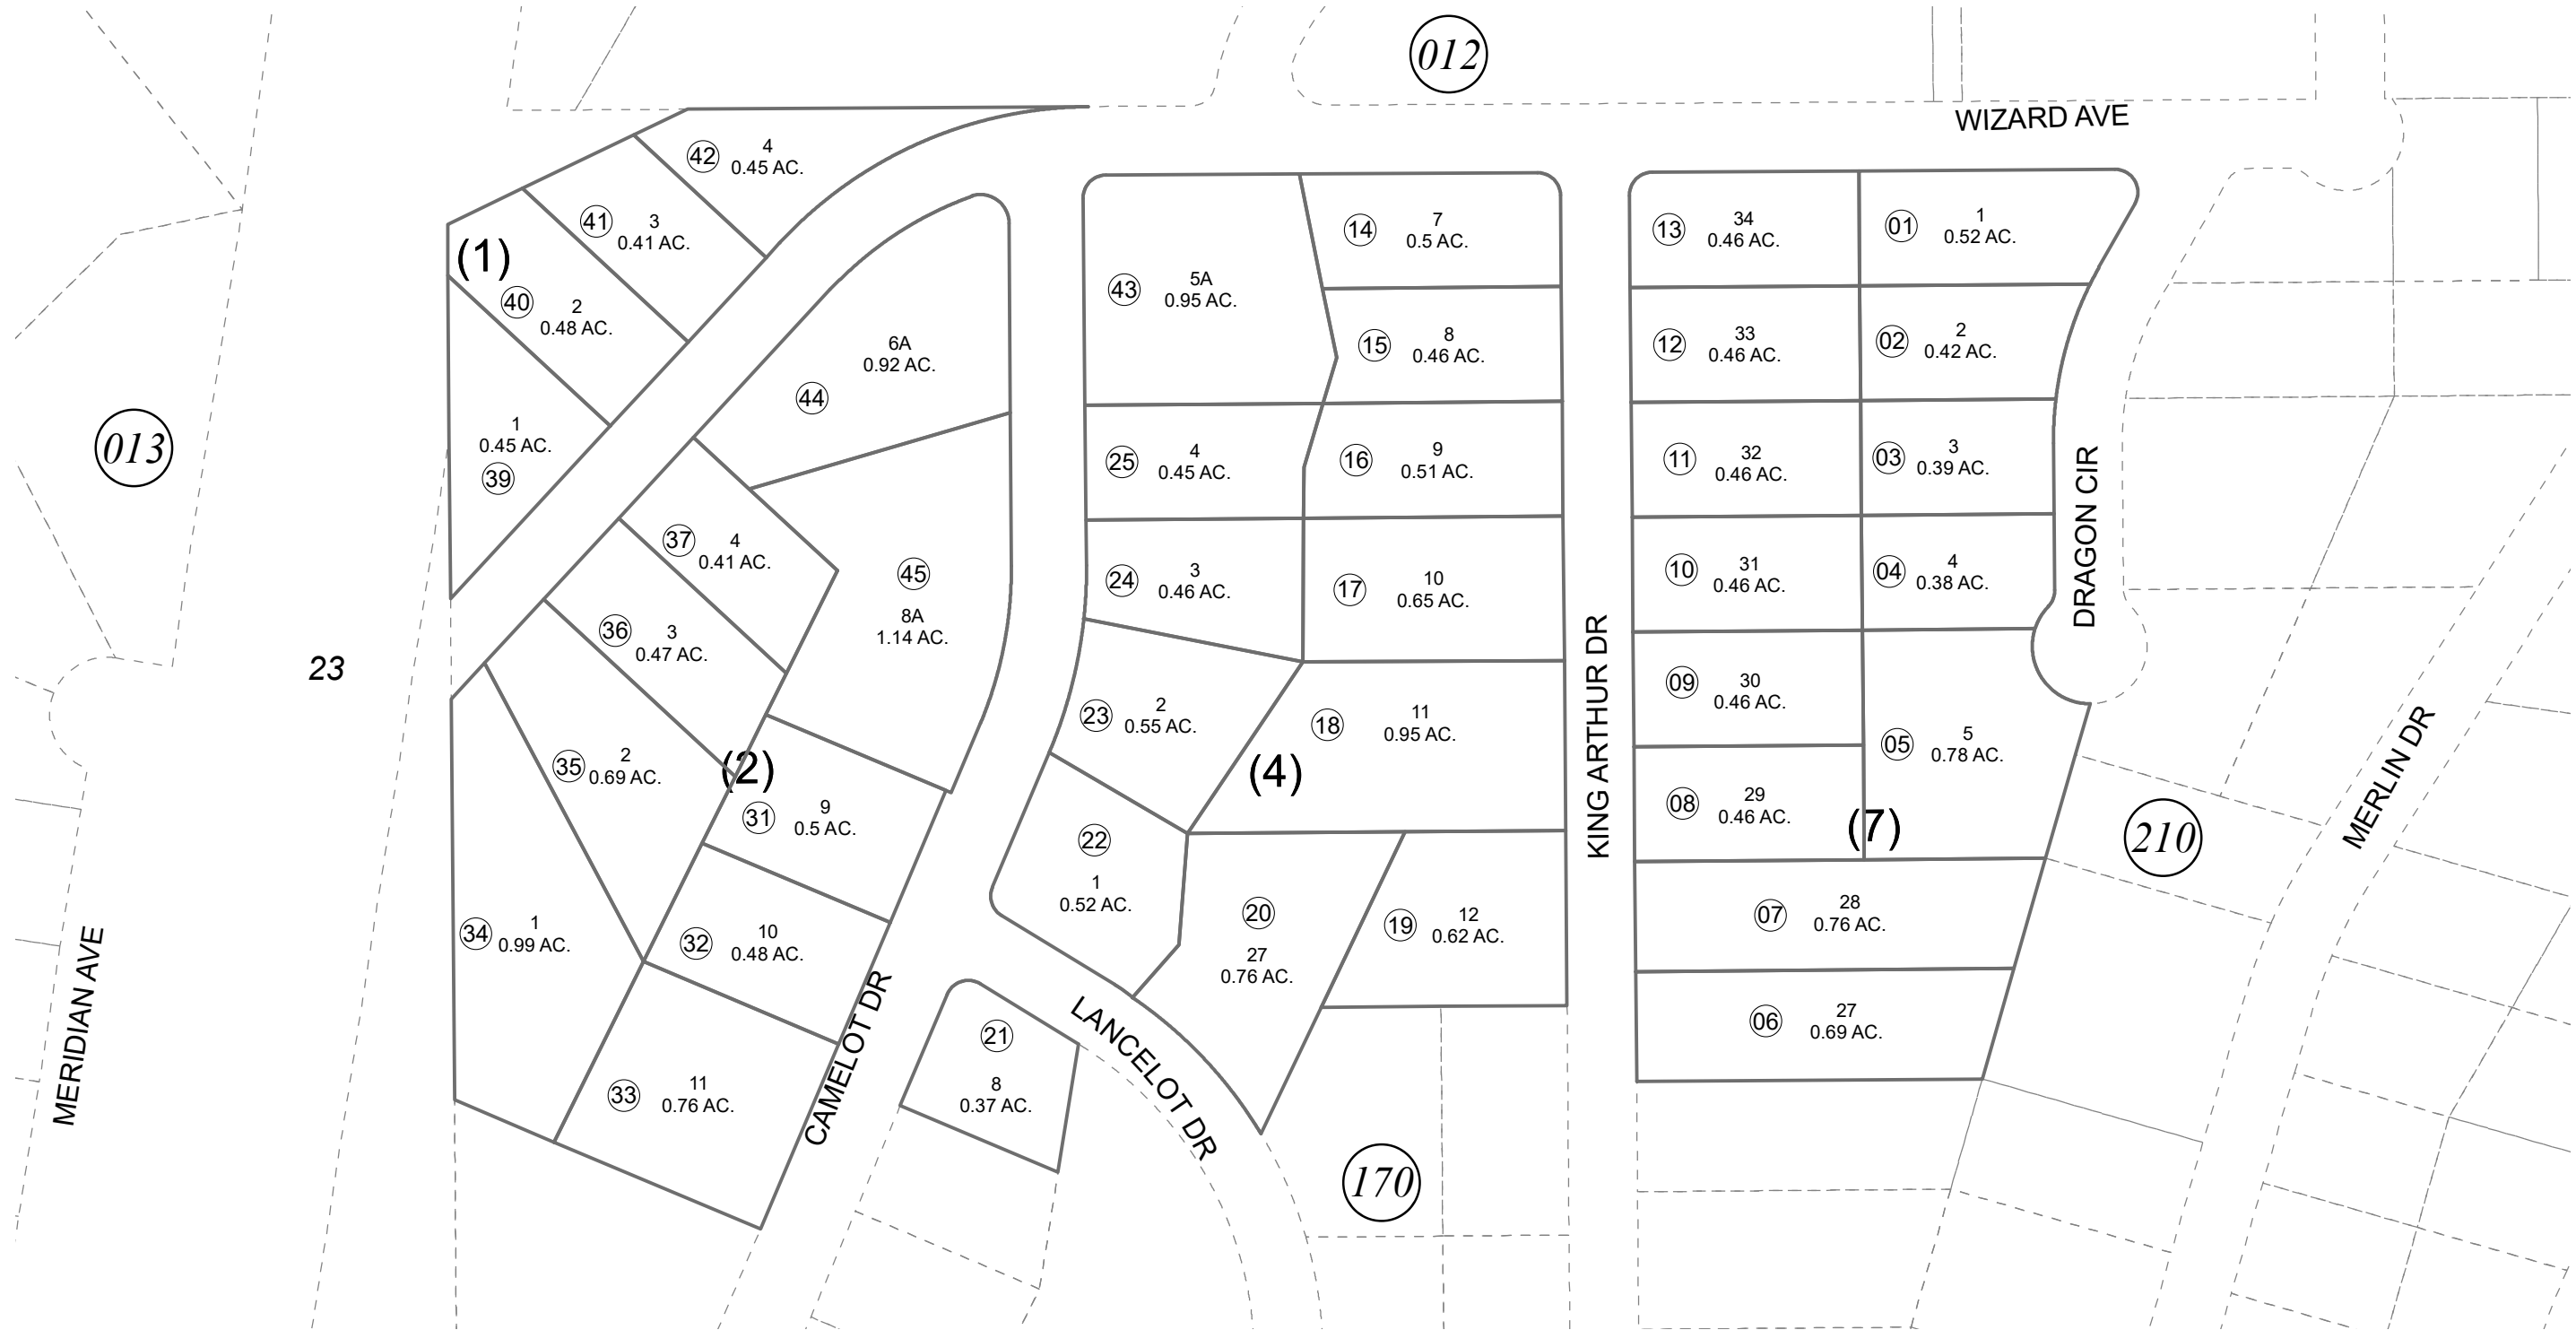 012
WIZARD AVE
42
4
0.45 AC.
41
3
0.41 AC.
(1)
40
2
0.48 AC.
1
0.45 AC.
39
013
6A
0.92 AC.
44
43
5A
0.95 AC.
14
7
0.5 AC.
15
8
0.46 AC.
13
34
0.46 AC.
01
1
0.52 AC.
12
33
0.46 AC.
02
2
0.42 AC.
25
4
0.45 AC.
16
9
0.51 AC.
11
32
0.46 AC.
03
3
0.39 AC.
37
4
0.41 AC.
45
8A
1.14 AC.
24
3
0.46 AC.
17
10
0.65 AC.
10
31
0.46 AC.
04
4
0.38 AC.
DRAGON CIR
36
3
0.47 AC.
23
23
2
0.55 AC.
18
11
0.95 AC.
KING ARTHUR DR
09
30
0.46 AC.
05
5
0.78 AC.
MERLIN DR
35
2
0.69 AC.
(2)
31
9
0.5 AC.
(4)
08
29
0.46 AC.
(7)
210
22
1
0.52 AC.
34
1
0.99 AC.
32
10
0.48 AC.
20
27
0.76 AC.
19
12
0.62 AC.
07
28
0.76 AC.
MERIDIAN AVE
06
27
0.69 AC.
33
11
0.76 AC.
CAMELOT DR
21
8
0.37 AC.
LANCELOT DR
170